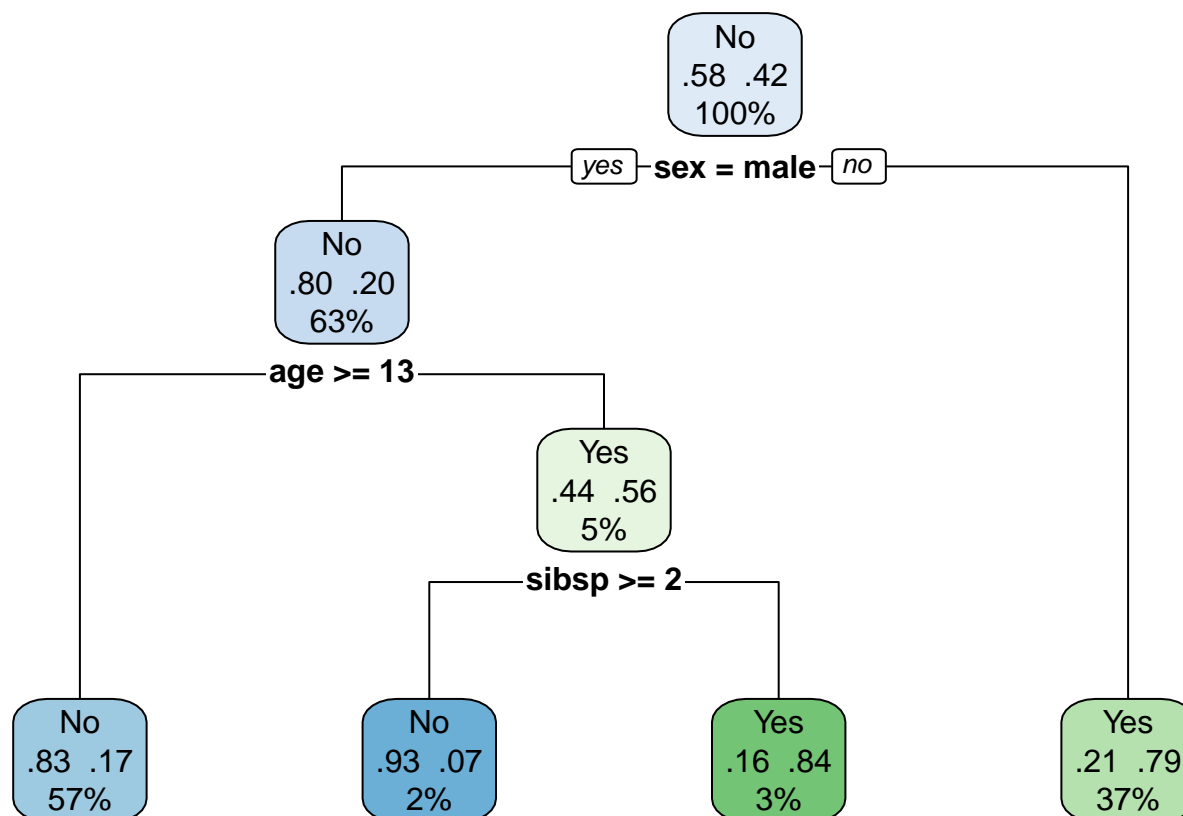 No
.58 .42
100%
yes sex = male no
No
.80 .20
63%
age >= 13
Yes
.44 .56
5%
sibsp >= 2
No
.83 .17
57%
No
.93 .07
2%
Yes
.16 .84
3%
Yes
.21 .79
37%